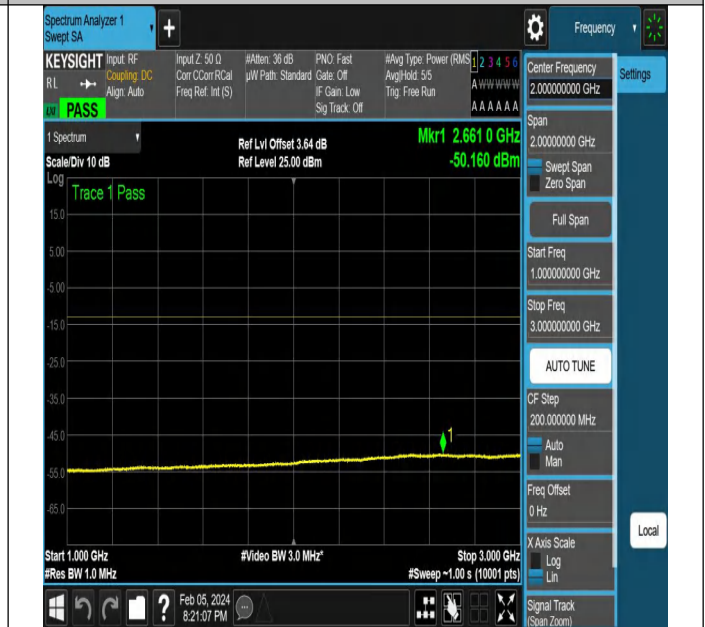 Spectrum Analyzer 1
Swept SA
Frequency
KEYSIGHT
RL
PASS
Input: RF
Coupling: DC
Align: Auto
Input Z: 50 Ω
Corr CCorr RCal
Freq Ref: Int (S)
#Atten: 36 dB
µW Path: Standard
PNO: Fast
Gate: Off
IF Gain: Low
Sig Track: Off
#Avg Type: Power (RMS
Avg|Hold: 5/5
Trig: Free Run
1 2 3 4 5 6
A W W W W W
A A A A A A
1 Spectrum
Scale/Div 10 dB
Log
Ref Lvl Offset 3.64 dB
Ref Level 25.00 dBm
Mkr1 2.661 0 GHz
-50.160 dBm
Trace 1 Pass
15.0
5.00
-5.00
-15.0
-25.0
-35.0
-45.0
-55.0
-65.0
1
Start 1.000 GHz
#Res BW 1.0 MHz
#Video BW 3.0 MHz*
Stop 3.000 GHz
#Sweep ~1.00 s (10001 pts)
Feb 05, 2024
8:21:07 PM
Center Frequency
2.000000000 GHz
Settings
Span
2.00000000 GHz
Swept Span
Zero Span
Full Span
Start Freq
1.000000000 GHz
Stop Freq
3.000000000 GHz
AUTO TUNE
CF Step
200.000000 MHz
Auto
Man
Freq Offset
0 Hz
X Axis Scale
Log
Lin
Local
Signal Track
(Span Zoom)